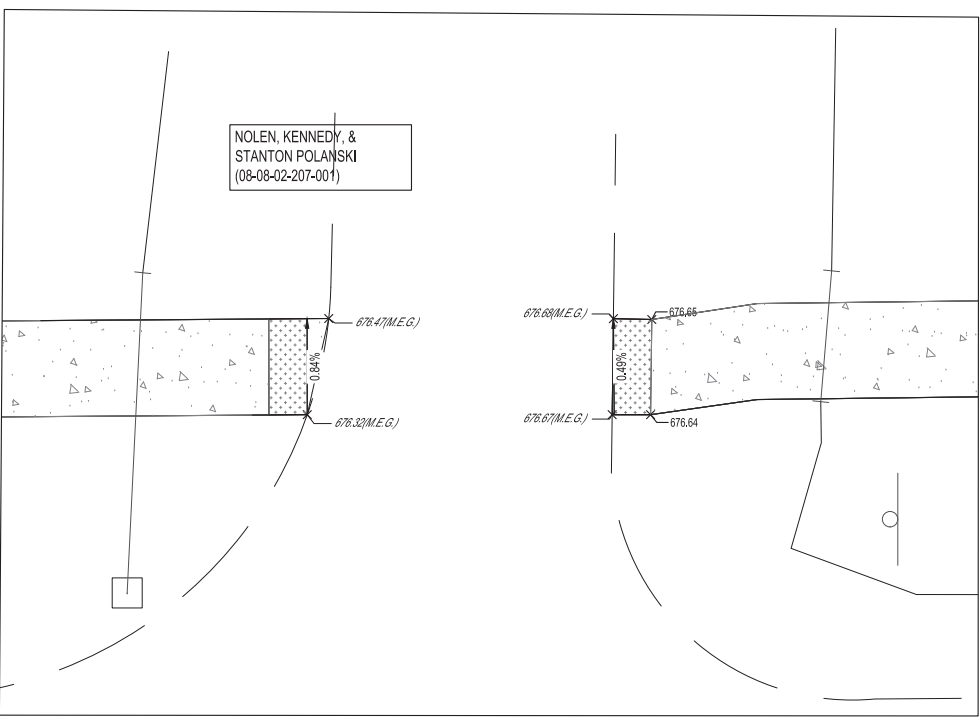 NOLEN, KENNEDY, &
STANTON POLANSKI
(08-08-02-207-001)
676.47(M.E.G.)
0.84%
676.32(M.E.G.)
676.68(M.E.G.)
676.65
0.49%
676.67(M.E.G.)
676.64